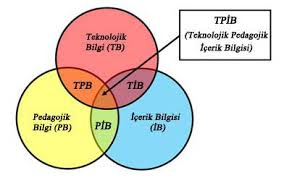 TPİB
(Teknolojik Pedagojik
İçerik Bilgisi)
Teknolojik
Bilgi (TB)
TPB
TİB
Pedagojik
Bilgi (PB)
PİB
İçerik Bilgisi
(İB)